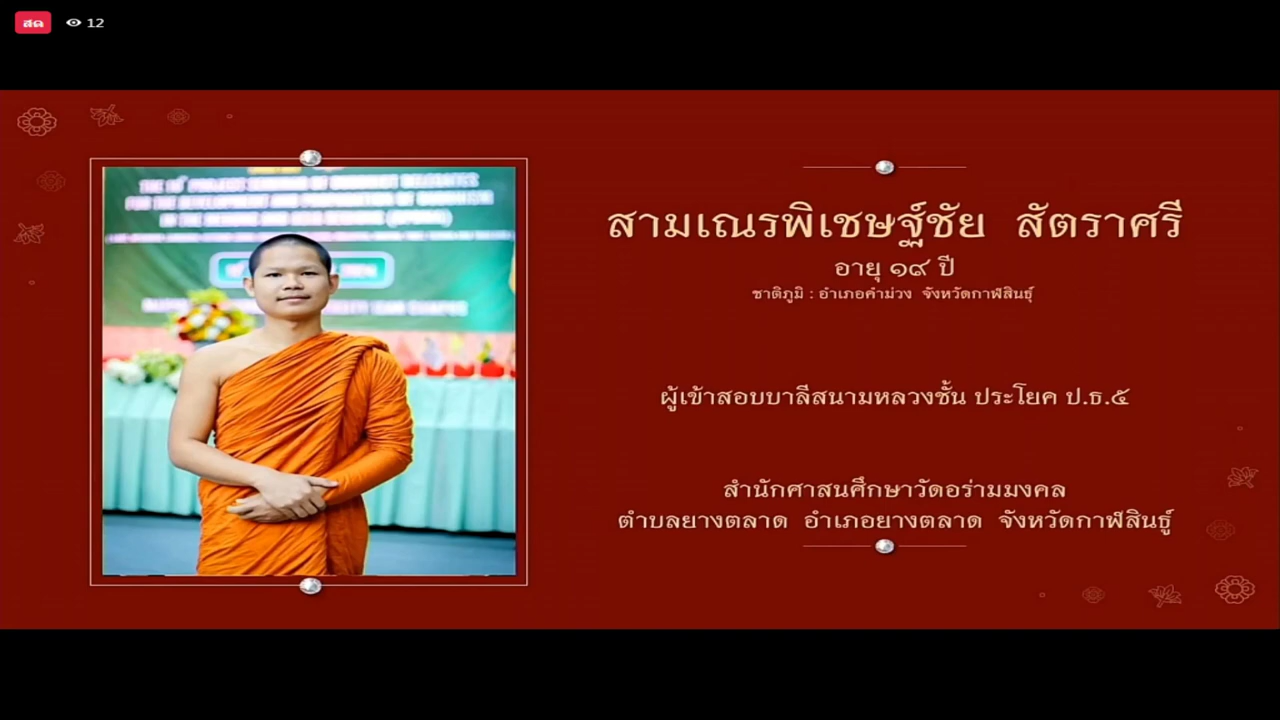 สด 12
THE 10
สามเณรพิเชษฐ์ชัย สัตราศรี
อายุ ๑๙ ปี
ชาติภูมิ : อำเภอคำม่วง จังหวัดกาฬสินธุ์
ผู้เข้าสอบบาลีสนามหลวงชั้น ประโยค ป.ธ.๕
สำนักศาสนศึกษาวัดอร่ามมงคล
ตำบลยางตลาด อำเภอยางตลาด จังหวัดกาฬสินธู์